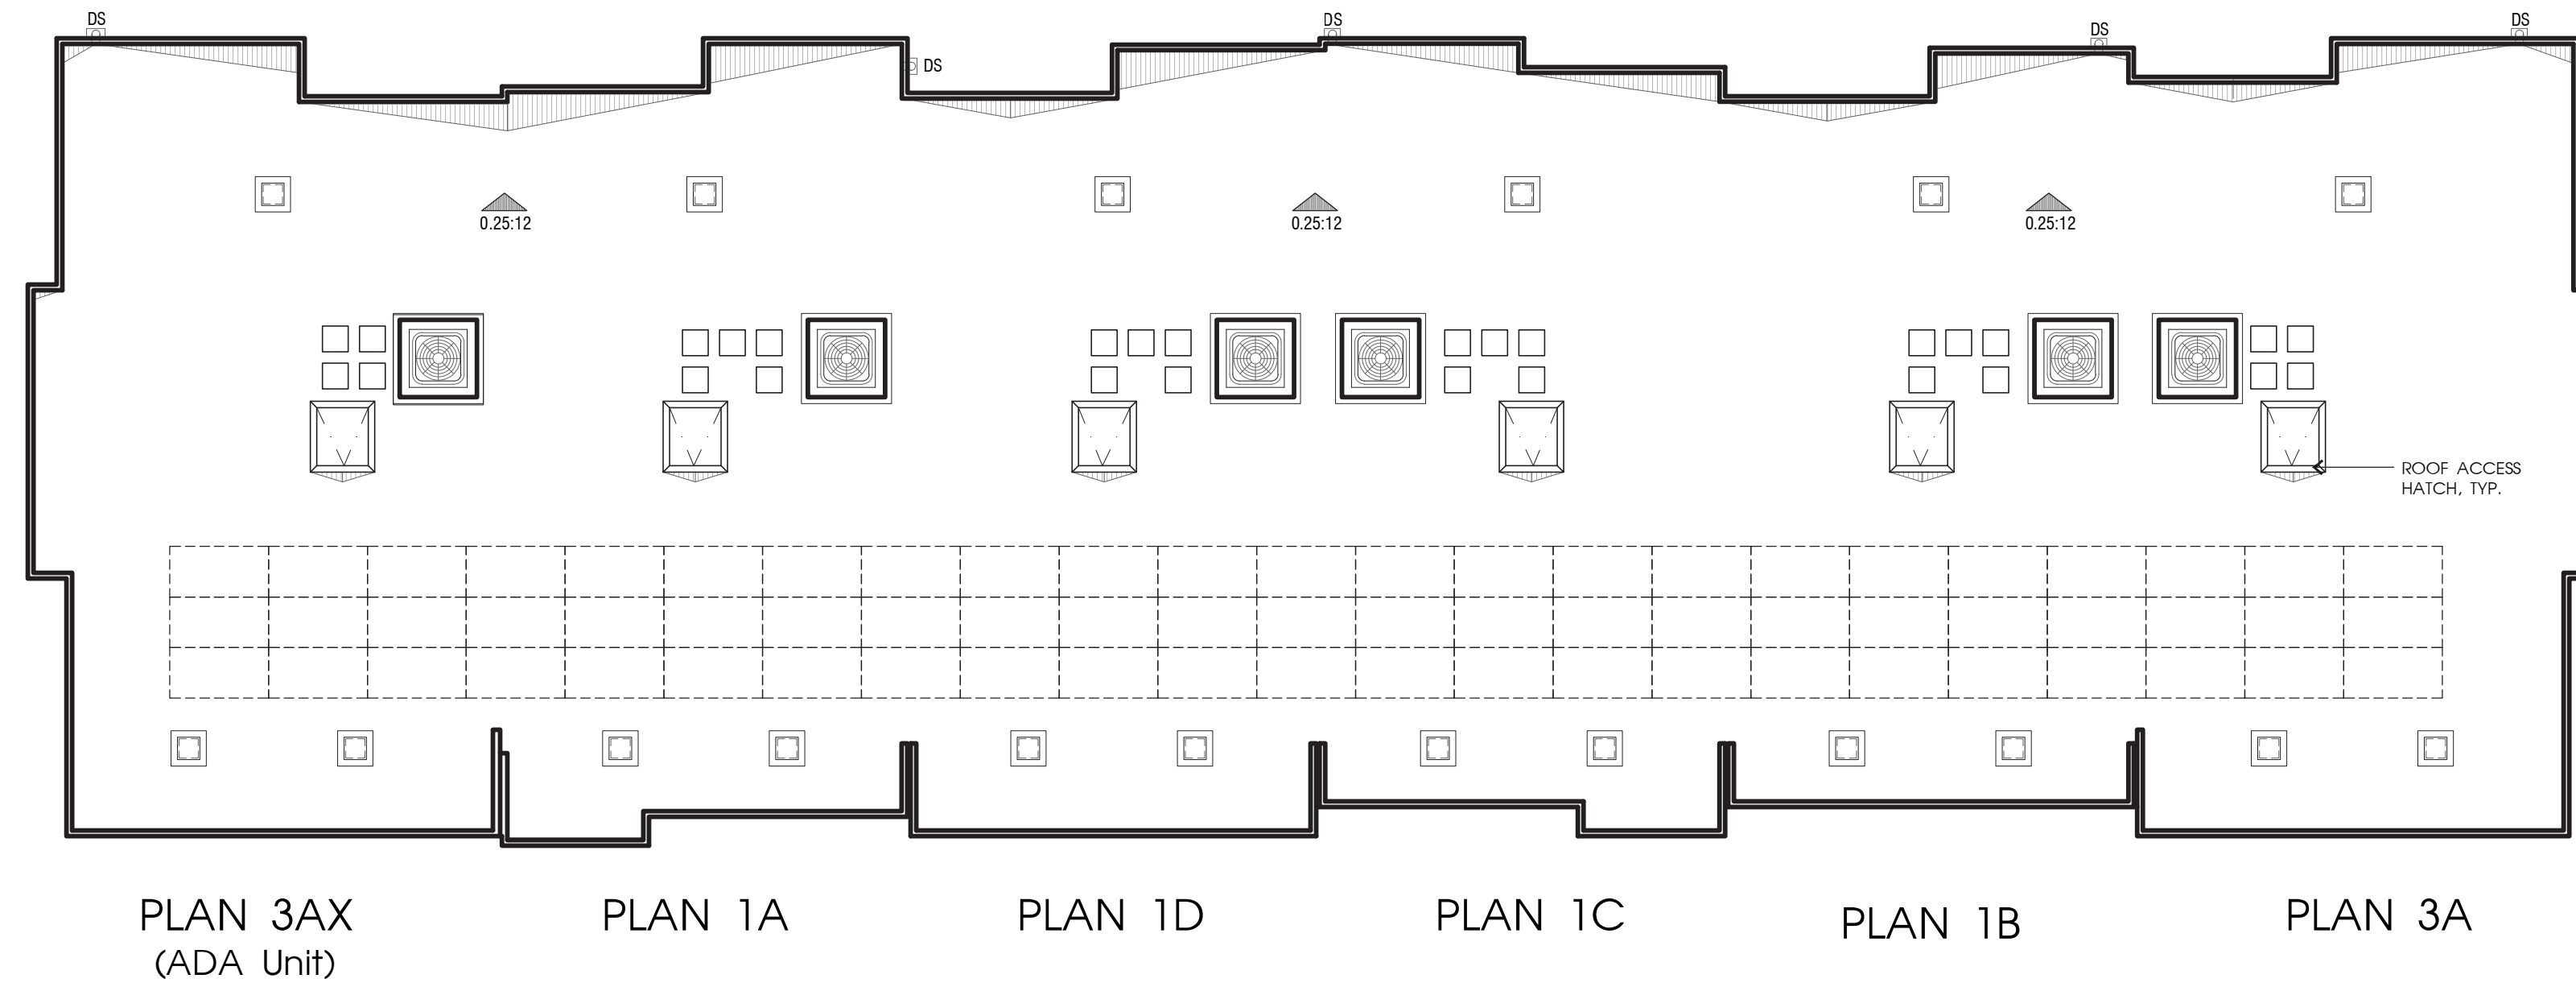 DS
DS
DS
DS
DS
0.25:12
0.25:12
0.25:12
ROOF ACCESS
HATCH, TYP.
PLAN 3AX
(ADA Unit)
PLAN 1A
PLAN 1D
PLAN 1C
PLAN 1B
PLAN 3A